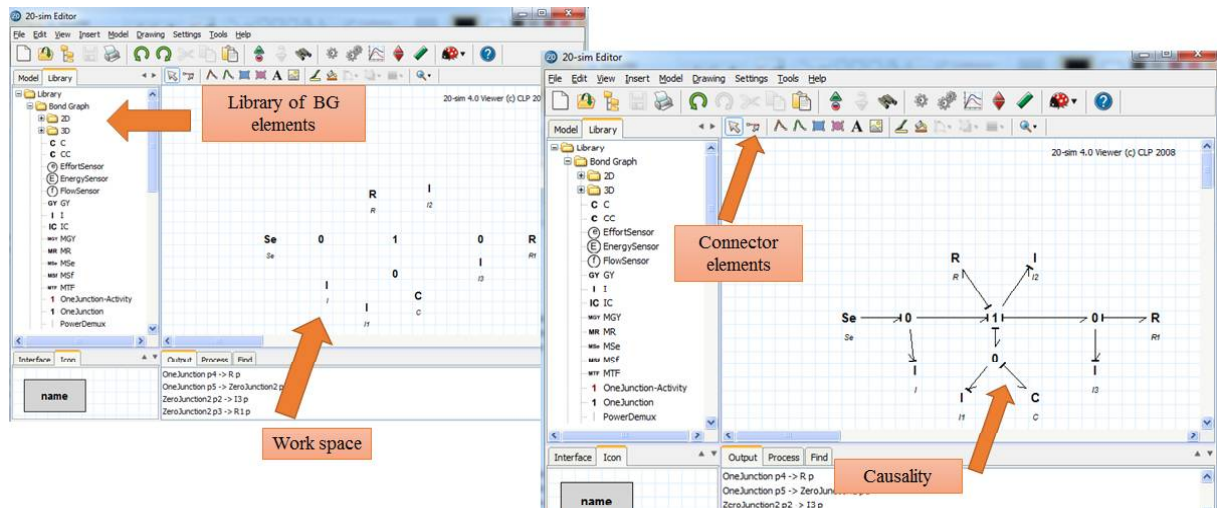 20-sim Editor
File Edit View Insert Model Drawing Settings Tools Help
Model Library
Library
Bond Graph
2D
3D
C C
C CC
e EffortSensor
E EnergySensor
f FlowSensor
GY GY
I I
IC IC
MGY MGY
MR MR
MSe MSe
MSf MSf
MTF MTF
1 OneJunction-Activity
1 OneJunction
PowerDemux
Interface Icon
name
Library of BG
elements
20-sim 4.0 Viewer (c) CLP 20
R
R
I
I2
Se 0 1 0 R
Se
R1
I
I3
0
I
I
C
C
I
I1
Output Process Find
OneJunction p4 -> R p
OneJunction p5 -> ZeroJunction2 p
ZeroJunction2 p2 -> I3 p
ZeroJunction2 p3 -> R1 p
Work space
20-sim Editor
File Edit View Insert Model Drawing Settings Tools Help
Model Library
Library
Bond Graph
2D
3D
C C
C CC
e EffortSensor
E EnergySensor
f FlowSensor
GY GY
I I
IC IC
MGY MGY
MR MR
MSe MSe
MSf MSf
MTF MTF
1 OneJunction-Activity
1 OneJunction
PowerDemux
Interface Icon
name
20-sim 4.0 Viewer (c) CLP 2008
Connector
elements
R
R
I
I2
Se 0 1 0 R
Se
R1
0
I
I
I
I3
I
I1
C
C
Output Process Find
Causality
OneJunction p4 -> R p
OneJunction p5 -> ZeroJunction2 p
ZeroJunction2 p2 -> I3 p